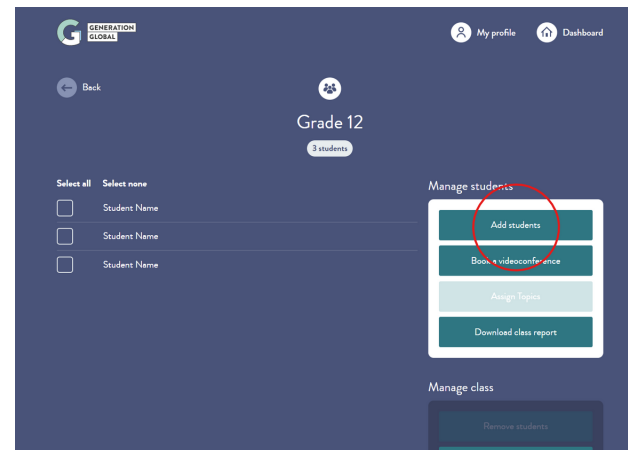 GENERATION
GLOBAL
My profile
Dashboard
Back
Grade 12
3 students
Select all Select none
Student Name
Student Name
Student Name
Manage students
Add students
Book a videoconference
Assign Topics
Download class report
Manage class
Remove students